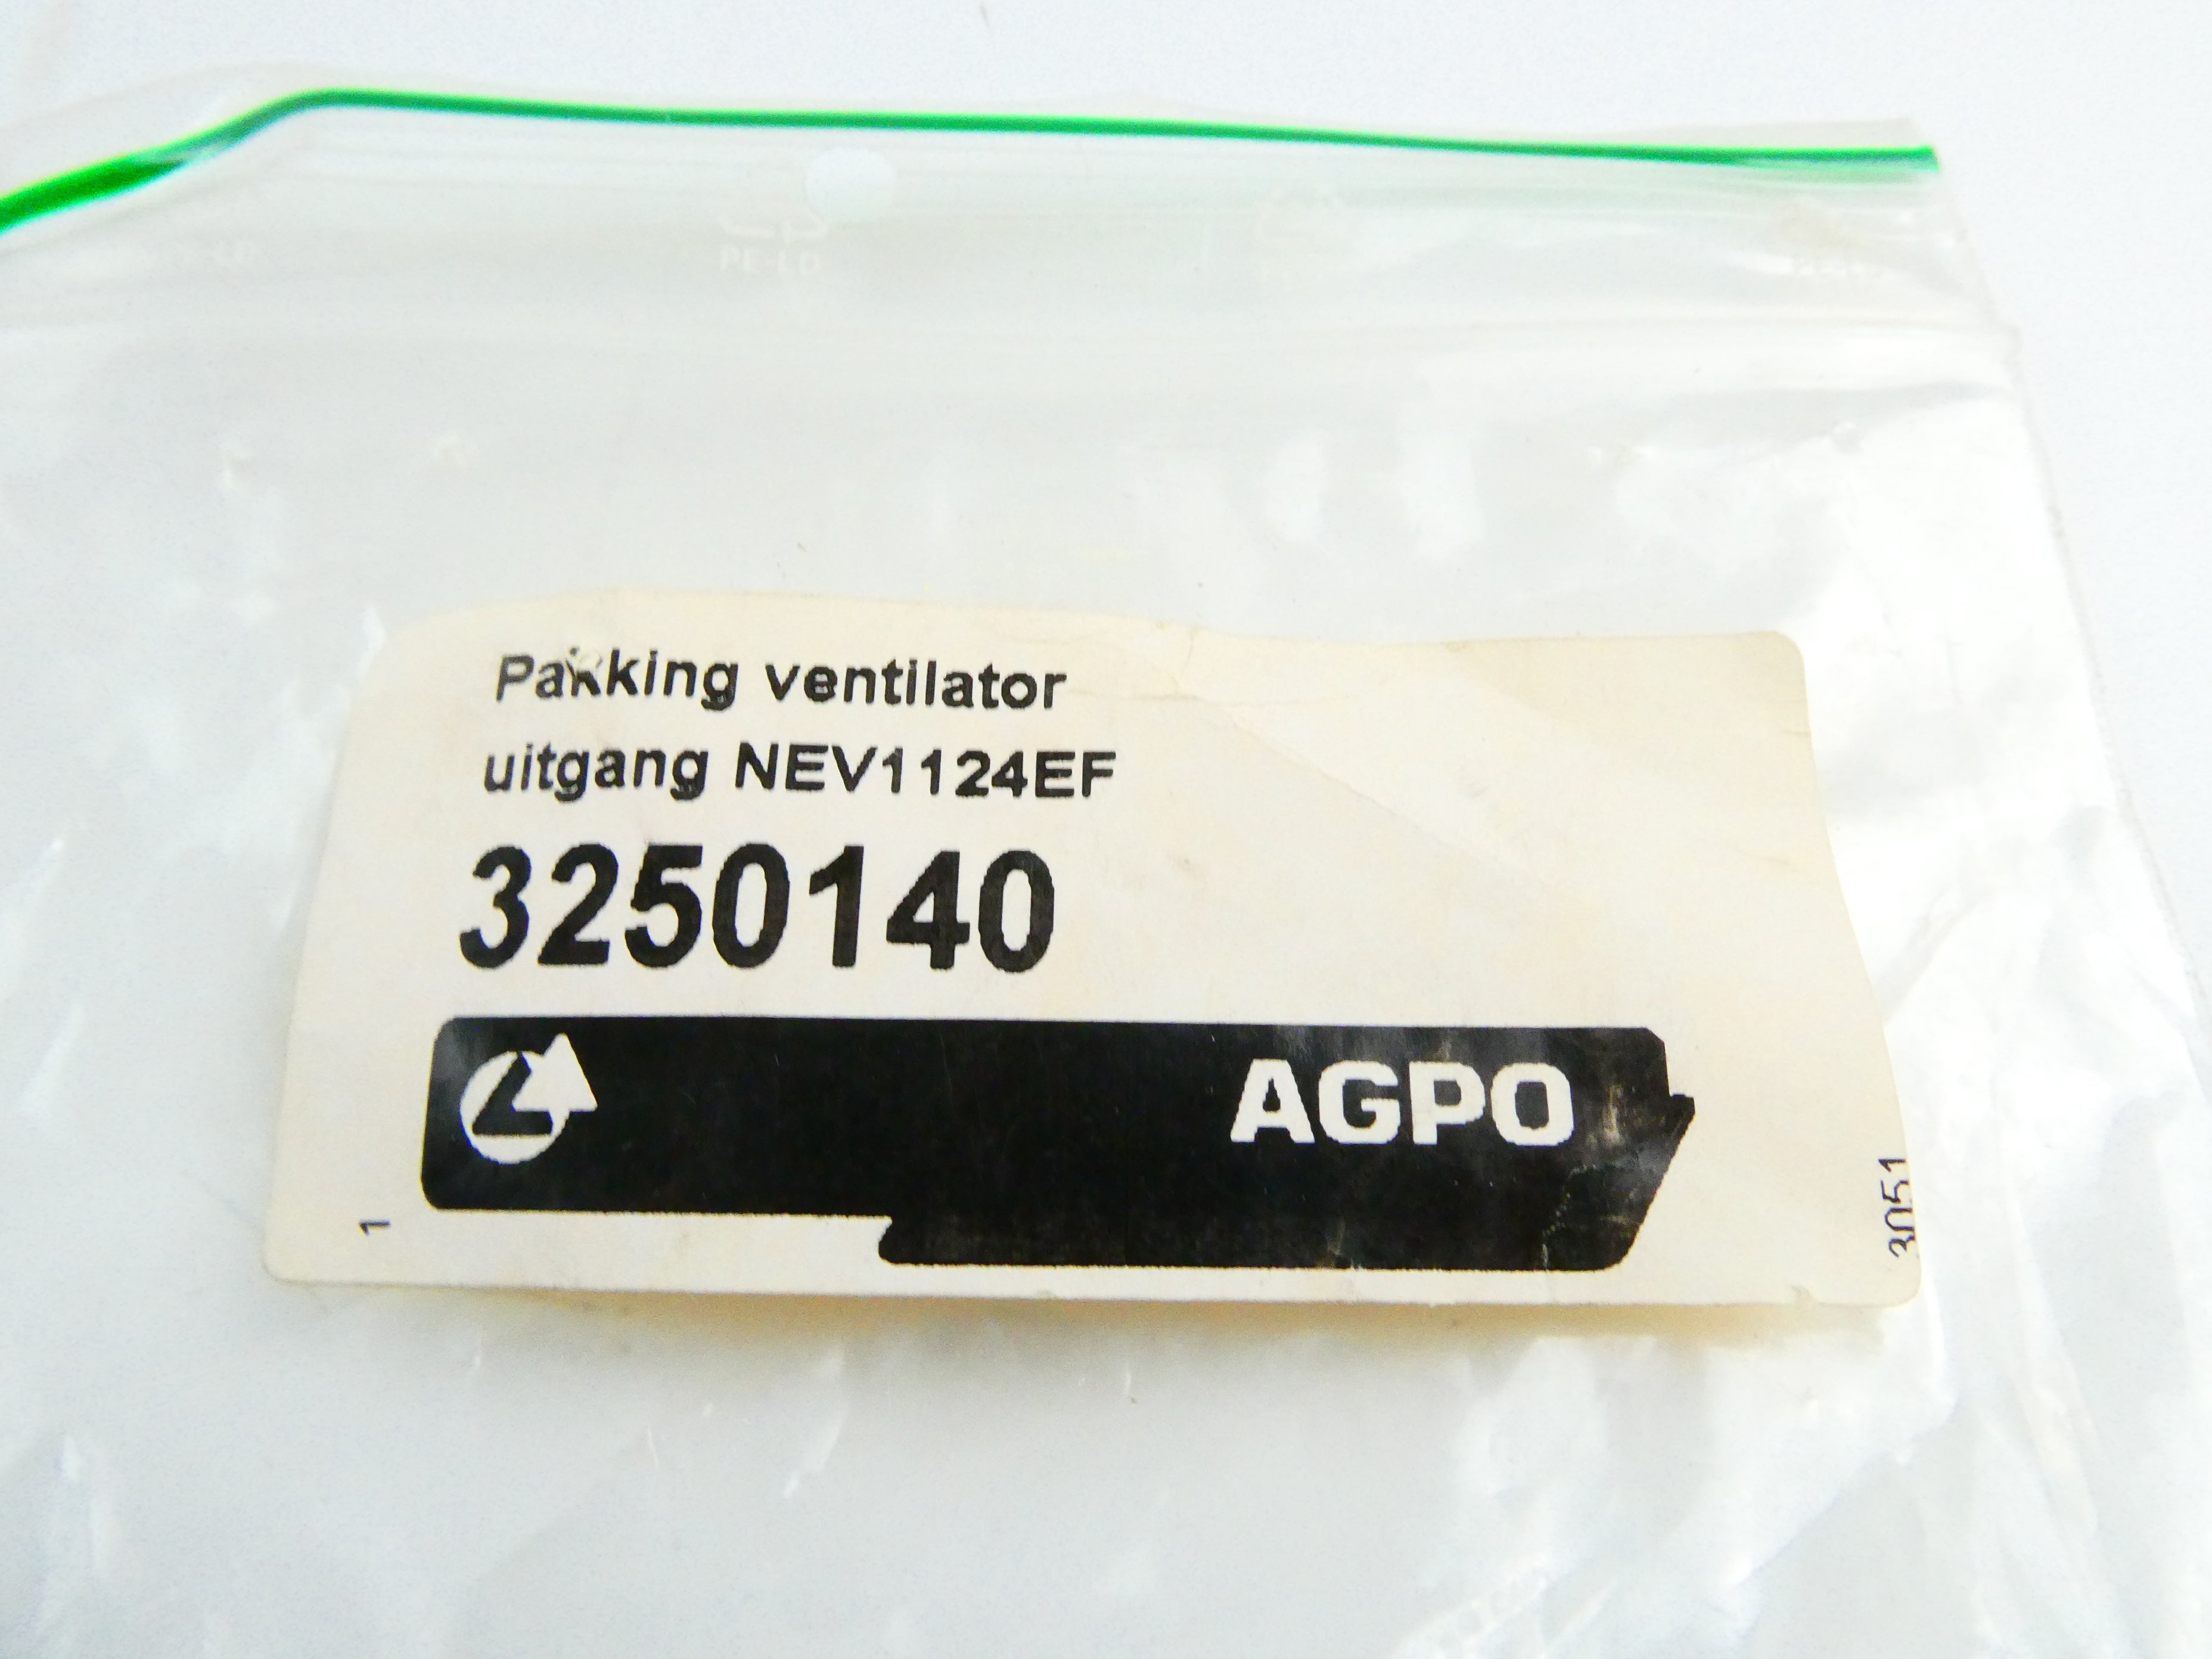 PE-LD
Pakking ventilator
uitgang NEV1124EF
3250140
AGPO
1
3051